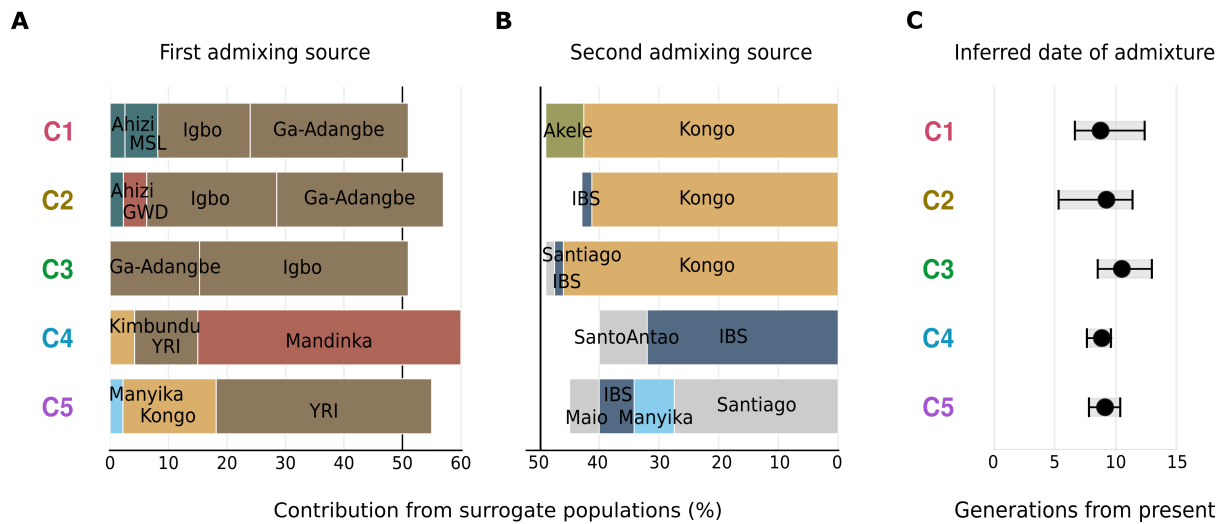 A
B
C
First admixing source
Second admixing source
Inferred date of admixture
C1
Ahizi
MSL
Igbo
Ga-Adangbe
Akele
Kongo
C1
C2
Ahizi
GWD
Igbo
Ga-Adangbe
IBS
Kongo
C2
C3
Ga-Adangbe
Igbo
Santiago
IBS
Kongo
C3
C4
Kimbundu
YRI
Mandinka
SantoAntao
IBS
C4
C5
Manyika
Kongo
YRI
Maio
IBS
Manyika
Santiago
C5
0 10 20 30 40 50 60
50 40 30 20 10 0
0 5 10 15
Contribution from surrogate populations (%)
Generations from present